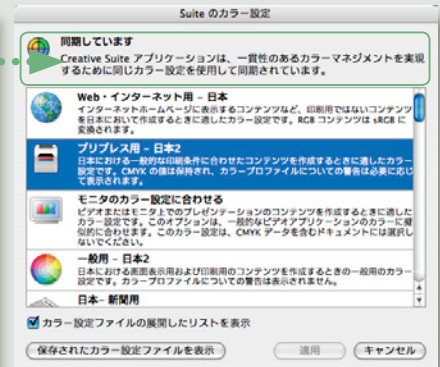 Suite のカラー設定
同期しています
Creative Suite アプリケーションは、一貫性のあるカラーマネジメントを実現
するために同じカラー設定を使用して同期されています。
Web・インターネット用 – 日本
インターネットホームページに表示するコンテンツなど、印刷用ではないコンテンツ
を日本において作成するときに適したカラー設定です。RGB コンテンツは sRGB に
変換されます。
プリプレス用 – 日本2
日本における一般的な印刷条件に合わせたコンテンツを作成するときに適したカラー
設定です。CMYK の値は保持され、カラープロファイルについての警告は必要に応じ
て表示されます。
モニタのカラー設定に合わせる
ビデオまたはモニタ上でのプレゼンテーションのコンテンツを作成するときに適した
カラー設定です。このオプションは、一般的なビデオアプリケーションのカラーに擬
似的に合わせます。このカラー設定は、CMYK データを含むドキュメントには選択し
ないでください。
一般用 – 日本2
日本における画面表示用および印刷用のコンテンツを作成するときの一般用のカラー
設定です。カラープロファイルについての警告は表示されません。
日本– 新聞用
カラー設定ファイルの展開したリストを表示
保存されたカラー設定ファイルを表示
適用
キャンセル